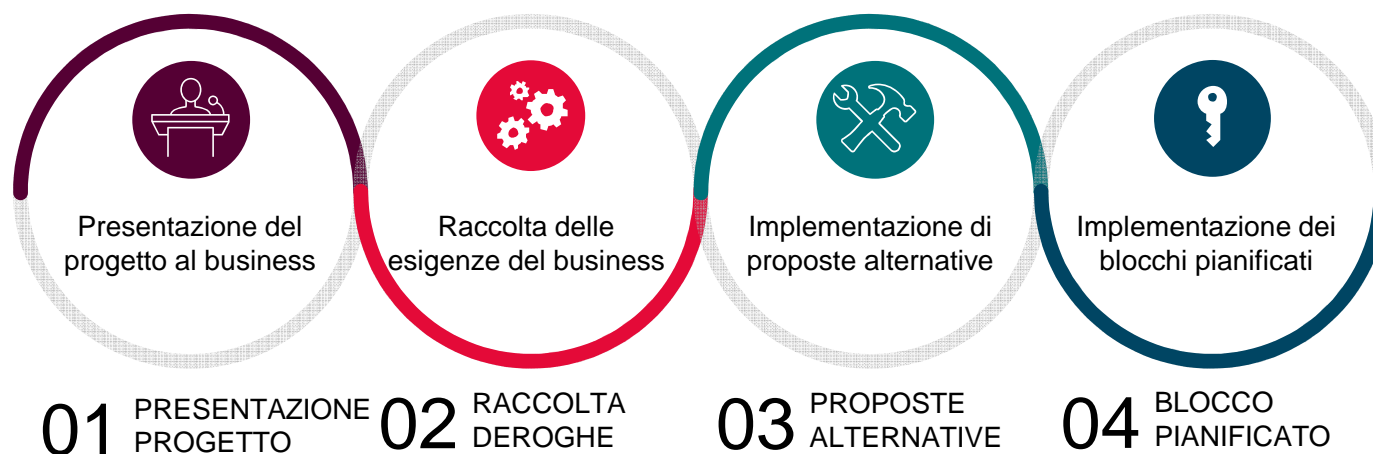 Presentazione del
progetto al business
Raccolta delle
esigenze del business
Implementazione di
proposte alternative
Implementazione dei
blocchi pianificati
01 PRESENTAZIONE
PROGETTO
02 RACCOLTA
DEROGHE
03 PROPOSTE
ALTERNATIVE
04 BLOCCO
PIANIFICATO